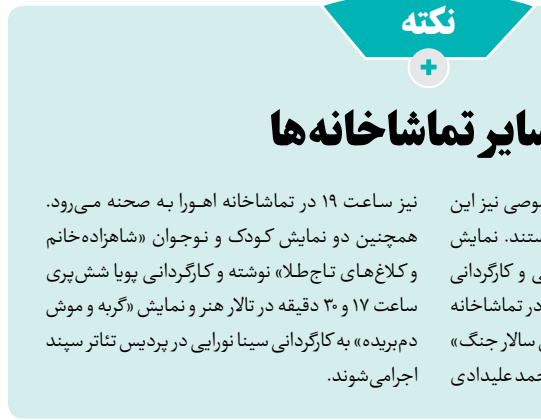 نکته
سایر تماشاخانه‌ها
نیز این
نمایش
و کارگردانی
در تماشاخانه
سالار جنگ»
علیدادی
نیز ساعت ۱۹ در تماشاخانه اهورا به صحنه می‌رود.
همچنین دو نمایش کودک و نوجوان «شاهزاده‌خانم
و کلاغ‌های تاج‌طلا» نوشته و کارگردانی پویا شش‌پری
ساعت ۱۷ و ۳۰ دقیقه در تالار هنر و نمایش «گربه و موش
دم‌بریده» به کارگردانی سینا نورایی در پردیس تئاتر سپند
اجرا می‌شوند.